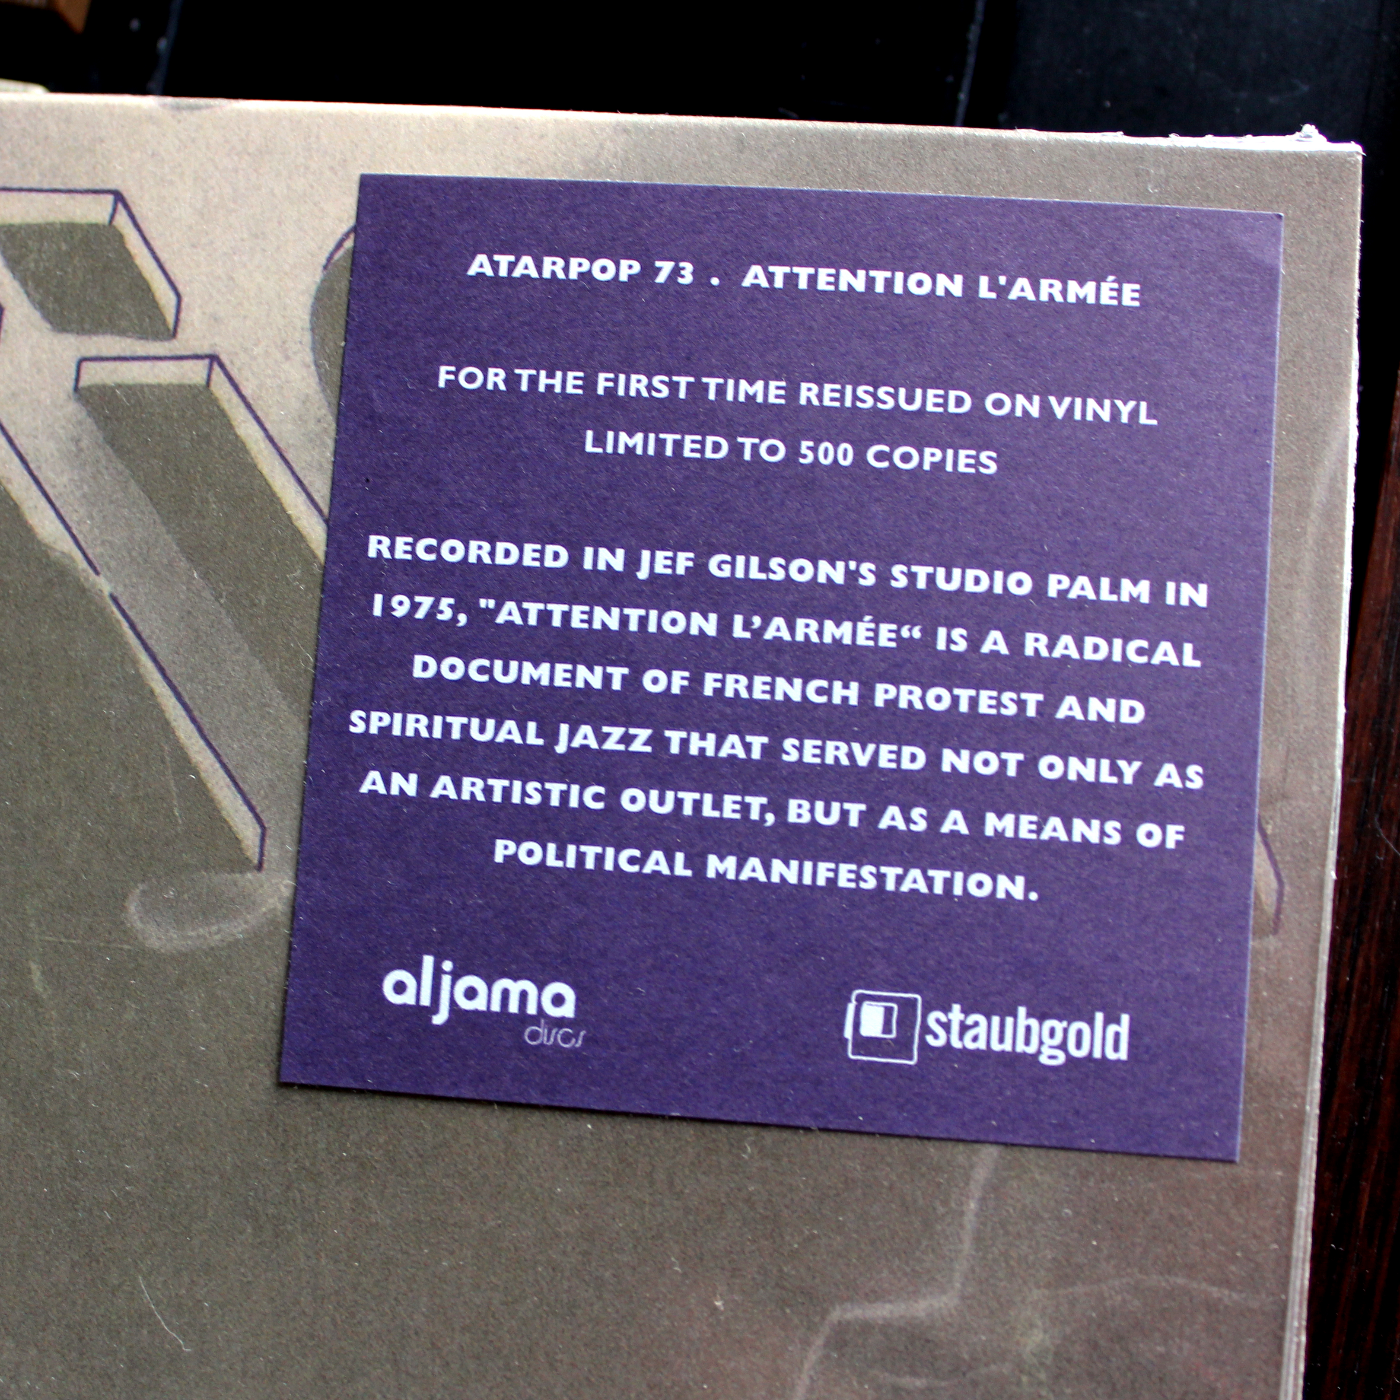 ATARPOP 73 . ATTENTION L'ARMÉE
FOR THE FIRST TIME REISSUED ON VINYL
LIMITED TO 500 COPIES
RECORDED IN JEF GILSON'S STUDIO PALM IN
1975, "ATTENTION L’ARMÉE“ IS A RADICAL
DOCUMENT OF FRENCH PROTEST AND
SPIRITUAL JAZZ THAT SERVED NOT ONLY AS
AN ARTISTIC OUTLET, BUT AS A MEANS OF
POLITICAL MANIFESTATION.
aljama
discs
staubgold